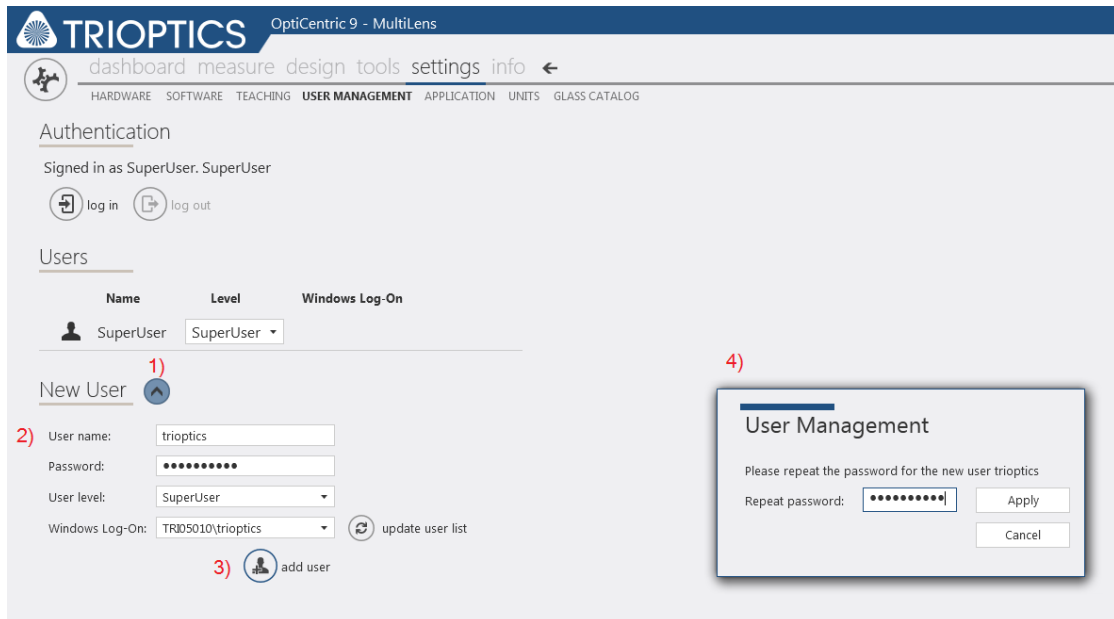 TRIOPTICS OptiCentric 9 - MultiLens
dashboard measure design tools settings info
HARDWARE SOFTWARE TEACHING USER MANAGEMENT APPLICATION UNITS GLASS CATALOG
Authentication
Signed in as SuperUser. SuperUser
log in log out
Users
Name Level Windows Log-On
SuperUser SuperUser
1)
New User
2) User name: trioptics
Password: ●●●●●●●●●●
User level: SuperUser
Windows Log-On: TRI05010\trioptics update user list
3) add user
4)
User Management
Please repeat the password for the new user trioptics
Repeat password: ●●●●●●●●●● Apply
Cancel